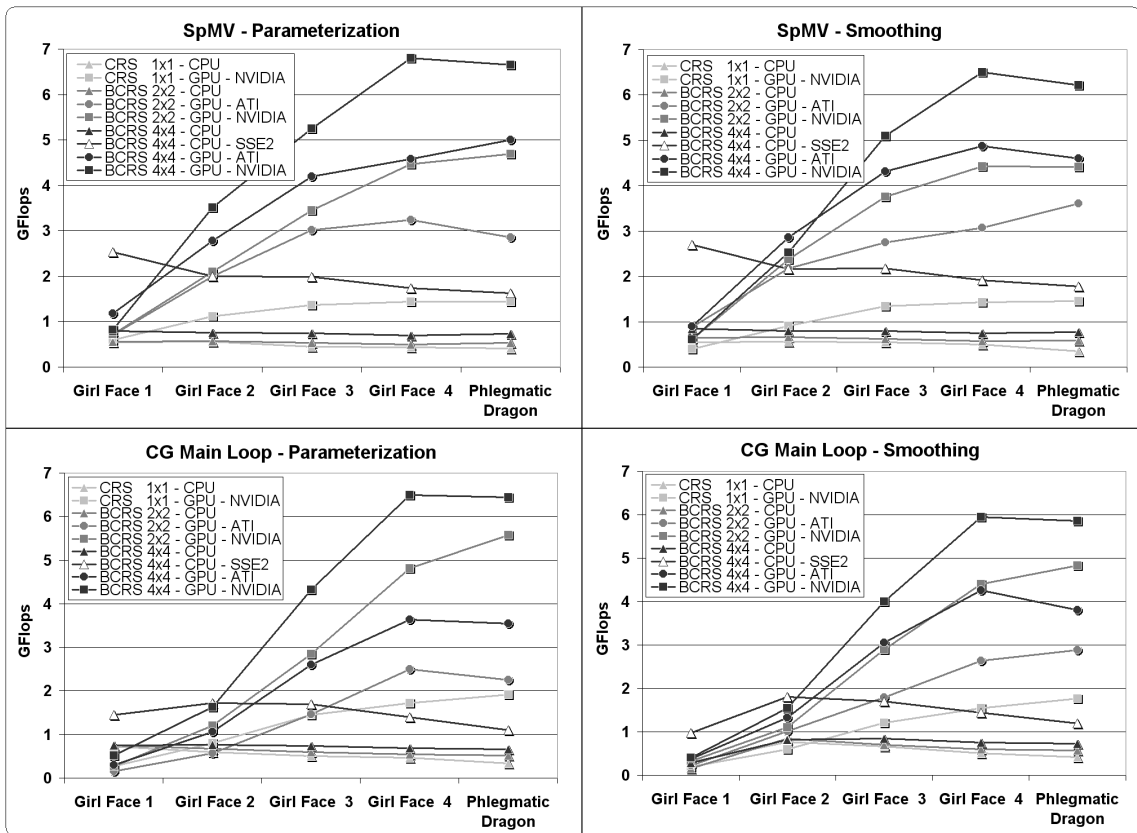 SpMV - Parameterization
7
6
5
4
3
2
1
0
GFlops
CRS 1x1 - CPU
CRS 1x1 - GPU - NVIDIA
BCRS 2x2 - CPU
BCRS 2x2 - GPU - ATI
BCRS 2x2 - GPU - NVIDIA
BCRS 4x4 - CPU
BCRS 4x4 - CPU - SSE2
BCRS 4x4 - GPU - ATI
BCRS 4x4 - GPU - NVIDIA
Girl Face 1 Girl Face 2 Girl Face 3 Girl Face 4 Phlegmatic
Dragon
SpMV - Smoothing
7
6
5
4
3
2
1
0
GFlops
CRS 1x1 - CPU
CRS 1x1 - GPU - NVIDIA
BCRS 2x2 - CPU
BCRS 2x2 - GPU - ATI
BCRS 2x2 - GPU - NVIDIA
BCRS 4x4 - CPU
BCRS 4x4 - CPU - SSE2
BCRS 4x4 - GPU - ATI
BCRS 4x4 - GPU - NVIDIA
Girl Face 1 Girl Face 2 Girl Face 3 Girl Face 4 Phlegmatic
Dragon
CG Main Loop - Parameterization
7
6
5
4
3
2
1
0
GFlops
CRS 1x1 - CPU
CRS 1x1 - GPU - NVIDIA
BCRS 2x2 - CPU
BCRS 2x2 - GPU - ATI
BCRS 2x2 - GPU - NVIDIA
BCRS 4x4 - CPU
BCRS 4x4 - CPU - SSE2
BCRS 4x4 - GPU - ATI
BCRS 4x4 - GPU - NVIDIA
Girl Face 1 Girl Face 2 Girl Face 3 Girl Face 4 Phlegmatic
Dragon
CG Main Loop - Smoothing
7
6
5
4
3
2
1
0
GFlops
CRS 1x1 - CPU
CRS 1x1 - GPU - NVIDIA
BCRS 2x2 - CPU
BCRS 2x2 - GPU - ATI
BCRS 2x2 - GPU - NVIDIA
BCRS 4x4 - CPU
BCRS 4x4 - CPU - SSE2
BCRS 4x4 - GPU - ATI
BCRS 4x4 - GPU - NVIDIA
Girl Face 1 Girl Face 2 Girl Face 3 Girl Face 4 Phlegmatic
Dragon